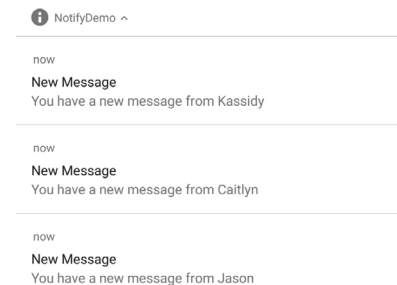 NotifyDemo
now
New Message
You have a new message from Kassidy
now
New Message
You have a new message from Caitlyn
now
New Message
You have a new message from Jason